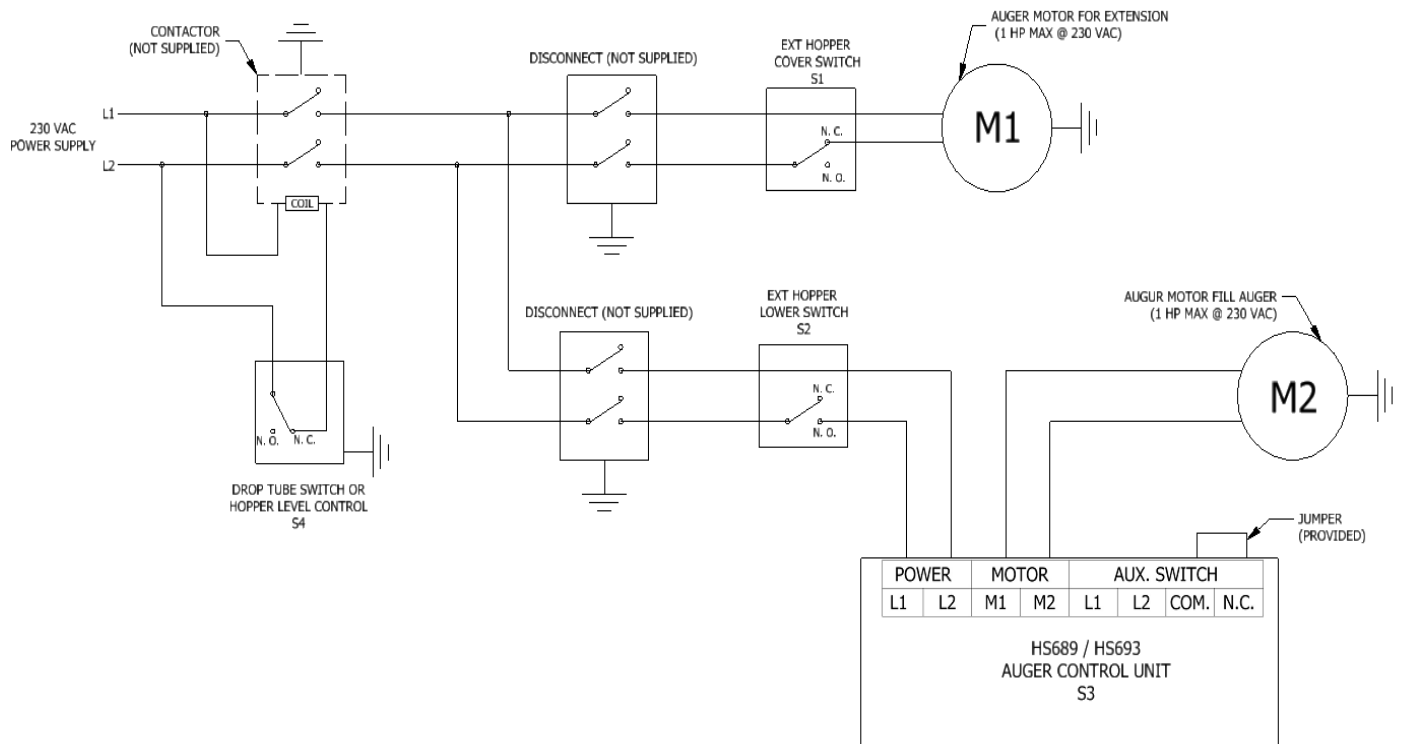 CONTACTOR
(NOT SUPPLIED)
230 VAC
POWER SUPPLY
L1
L2
COIL
DISCONNECT (NOT SUPPLIED)
EXT HOPPER
COVER SWITCH
S1
N. C.
N. O.
AUGER MOTOR FOR EXTENSION
(1 HP MAX @ 230 VAC)
M1
N. O.
N. C.
DROP TUBE SWITCH OR
HOPPER LEVEL CONTROL
S4
DISCONNECT (NOT SUPPLIED)
EXT HOPPER
LOWER SWITCH
S2
N. C.
N. O.
AUGUR MOTOR FILL AUGER
(1 HP MAX @ 230 VAC)
M2
JUMPER
(PROVIDED)
POWER MOTOR AUX. SWITCH
L1 L2 M1 M2 L1 L2 COM. N.C.
HS689 / HS693
AUGER CONTROL UNIT
S3